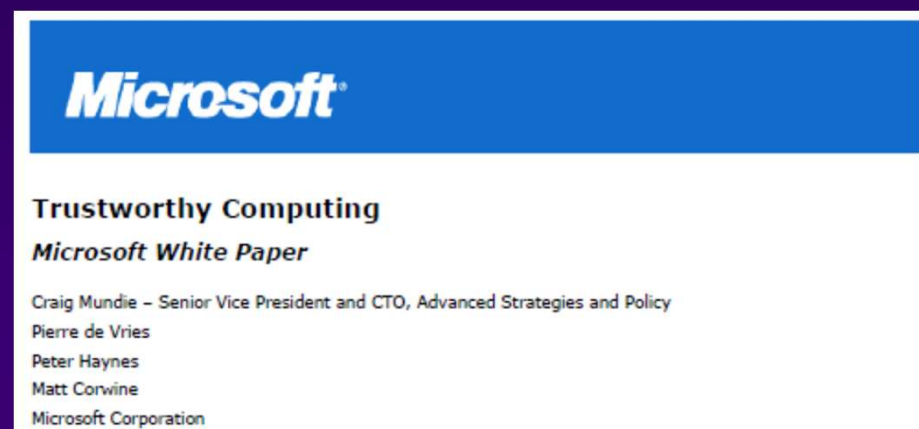 Microsoft®
Trustworthy Computing
Microsoft White Paper
Craig Mundie – Senior Vice President and CTO, Advanced Strategies and Policy
Pierre de Vries
Peter Haynes
Matt Corwine
Microsoft Corporation